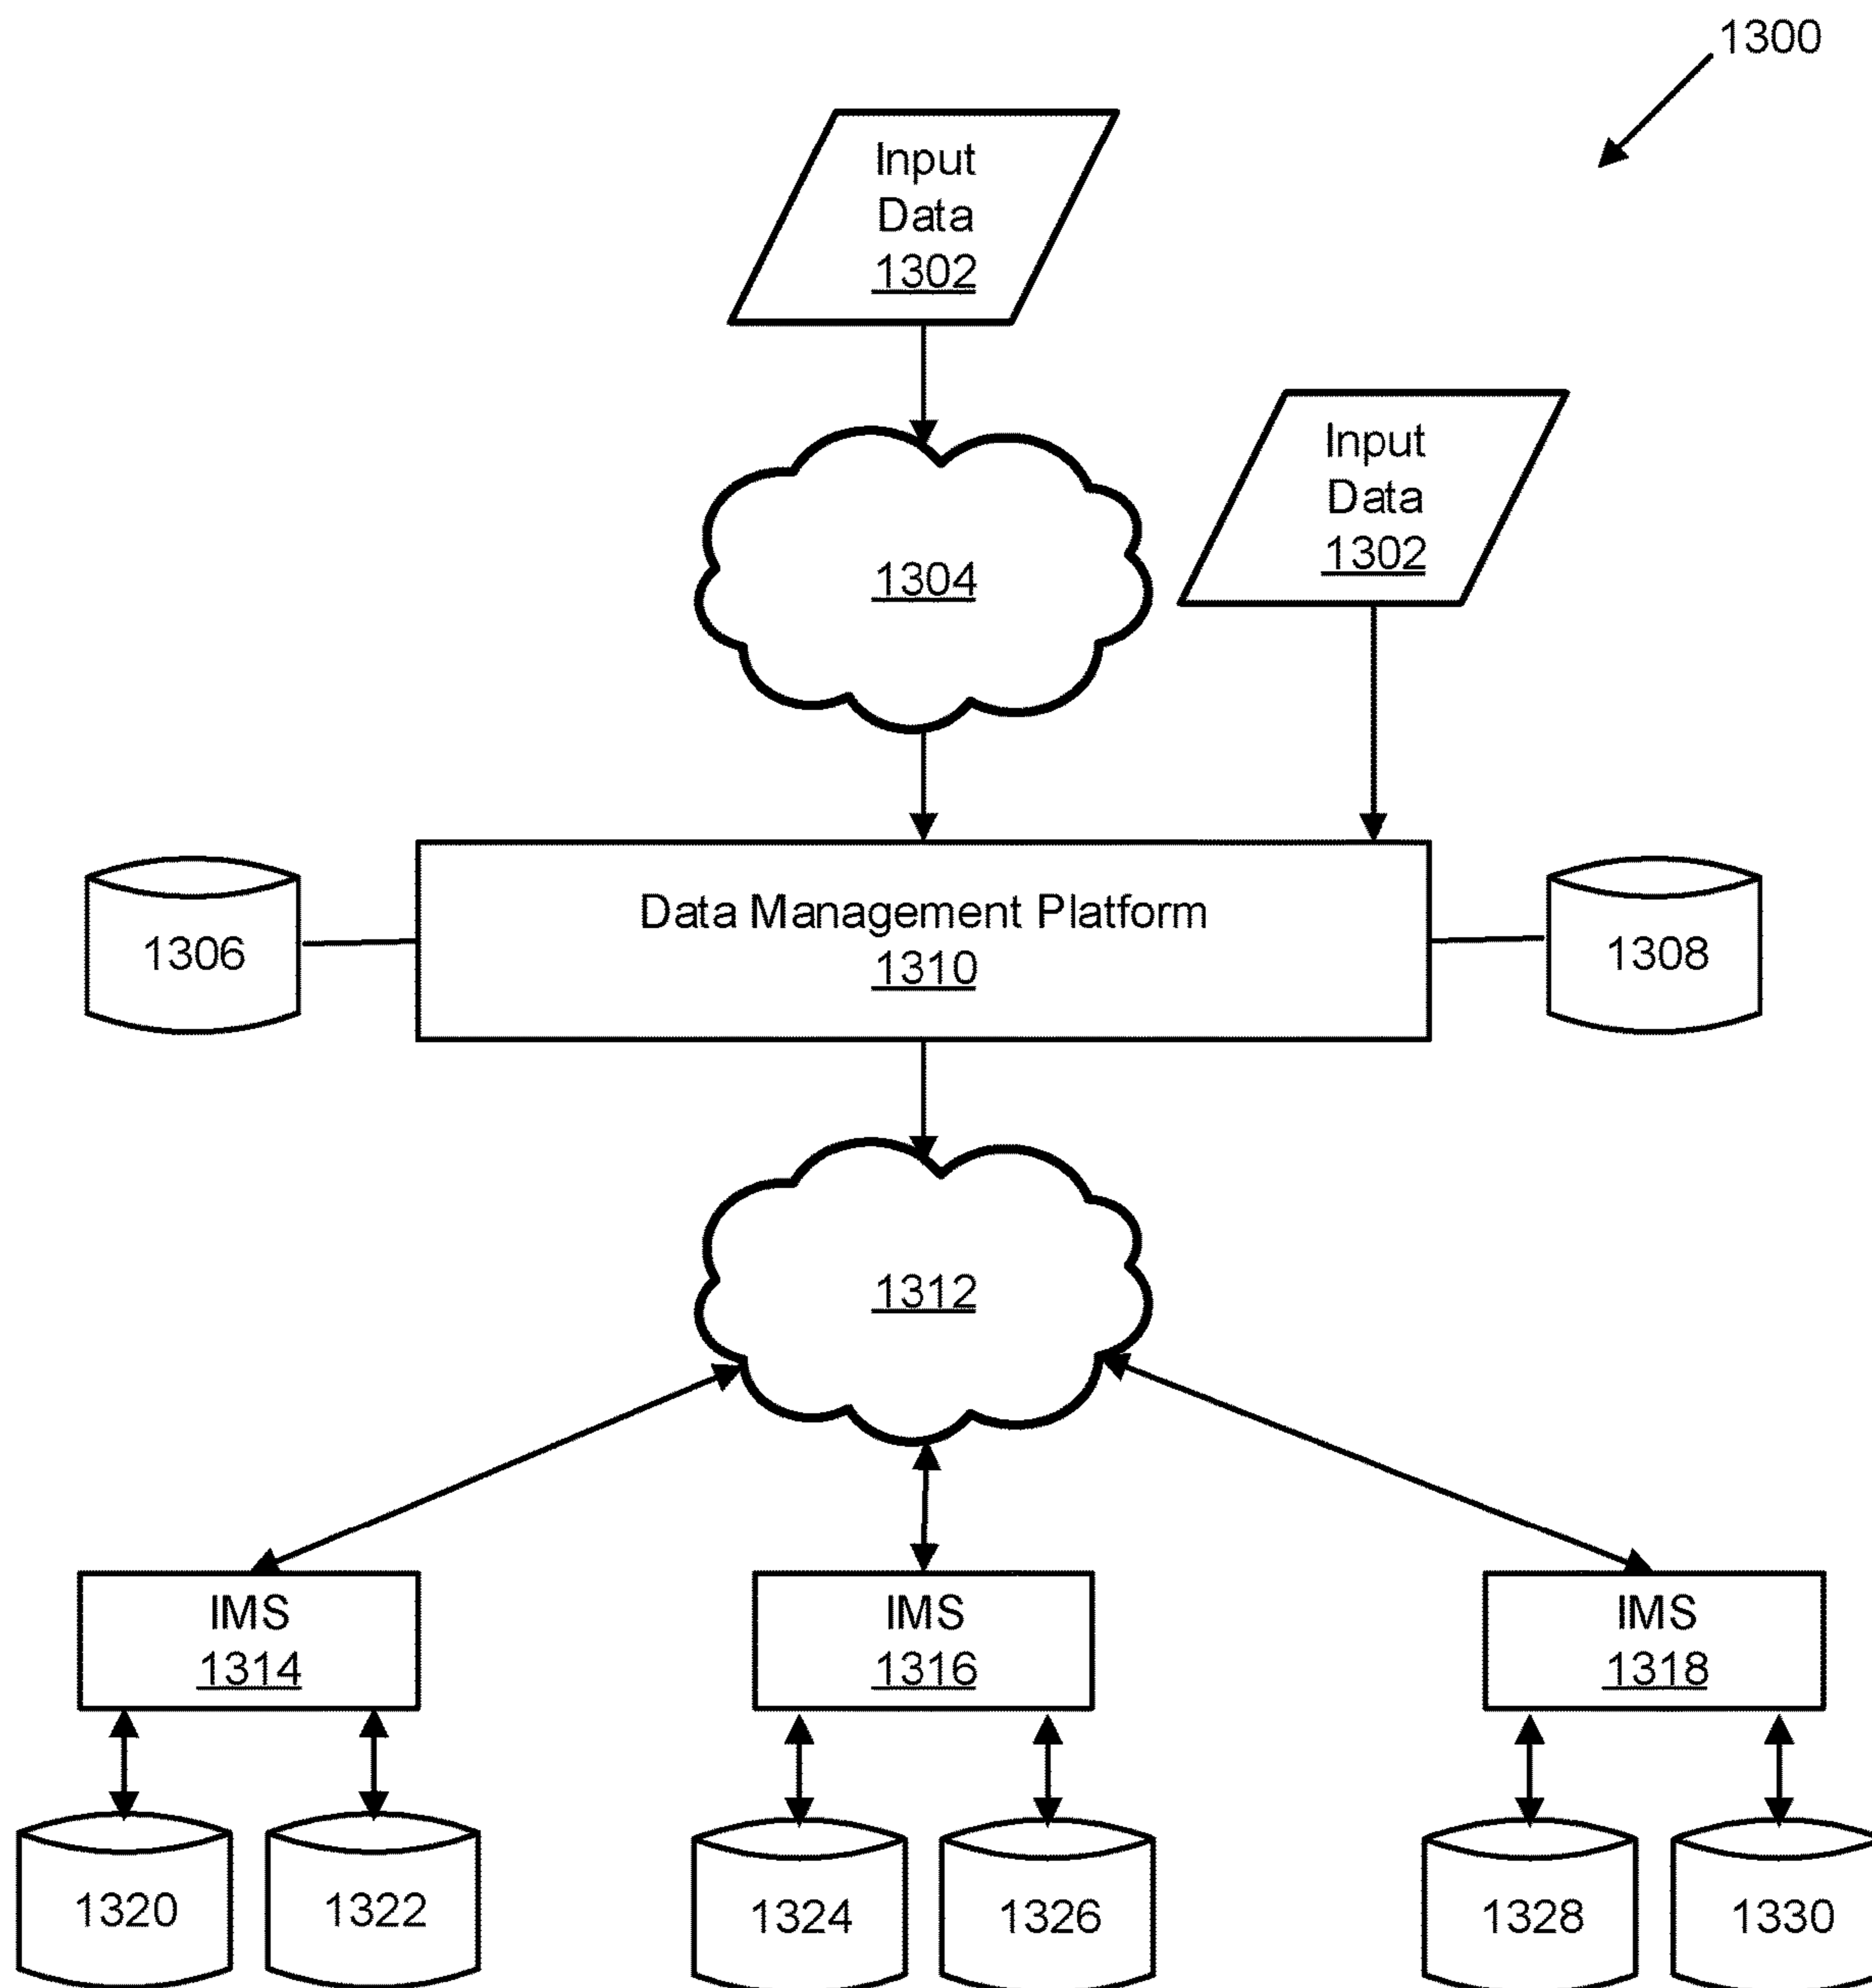 1300
Input
Data
1302
Input
Data
1302
1304
Data Management Platform
1310
1306
1308
1312
IMS
1314
IMS
1316
IMS
1318
1320
1322
1324
1326
1328
1330